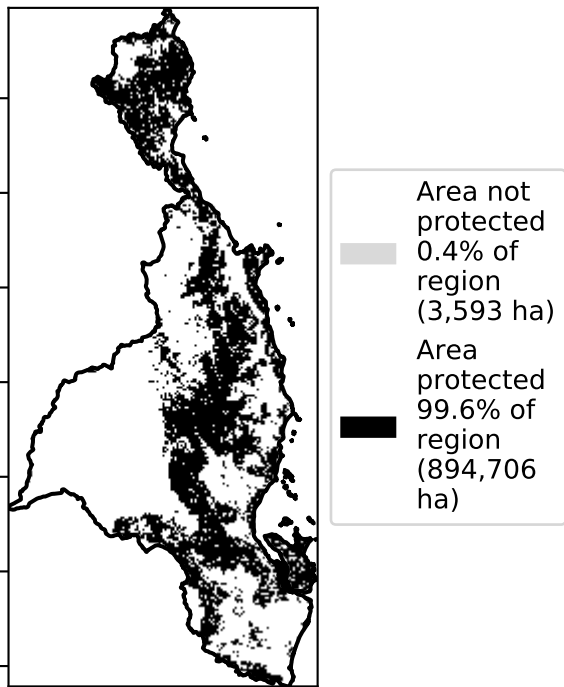 Area not
protected
0.4% of
region
(3,593 ha)
Area
protected
99.6% of
region
(894,706
ha)